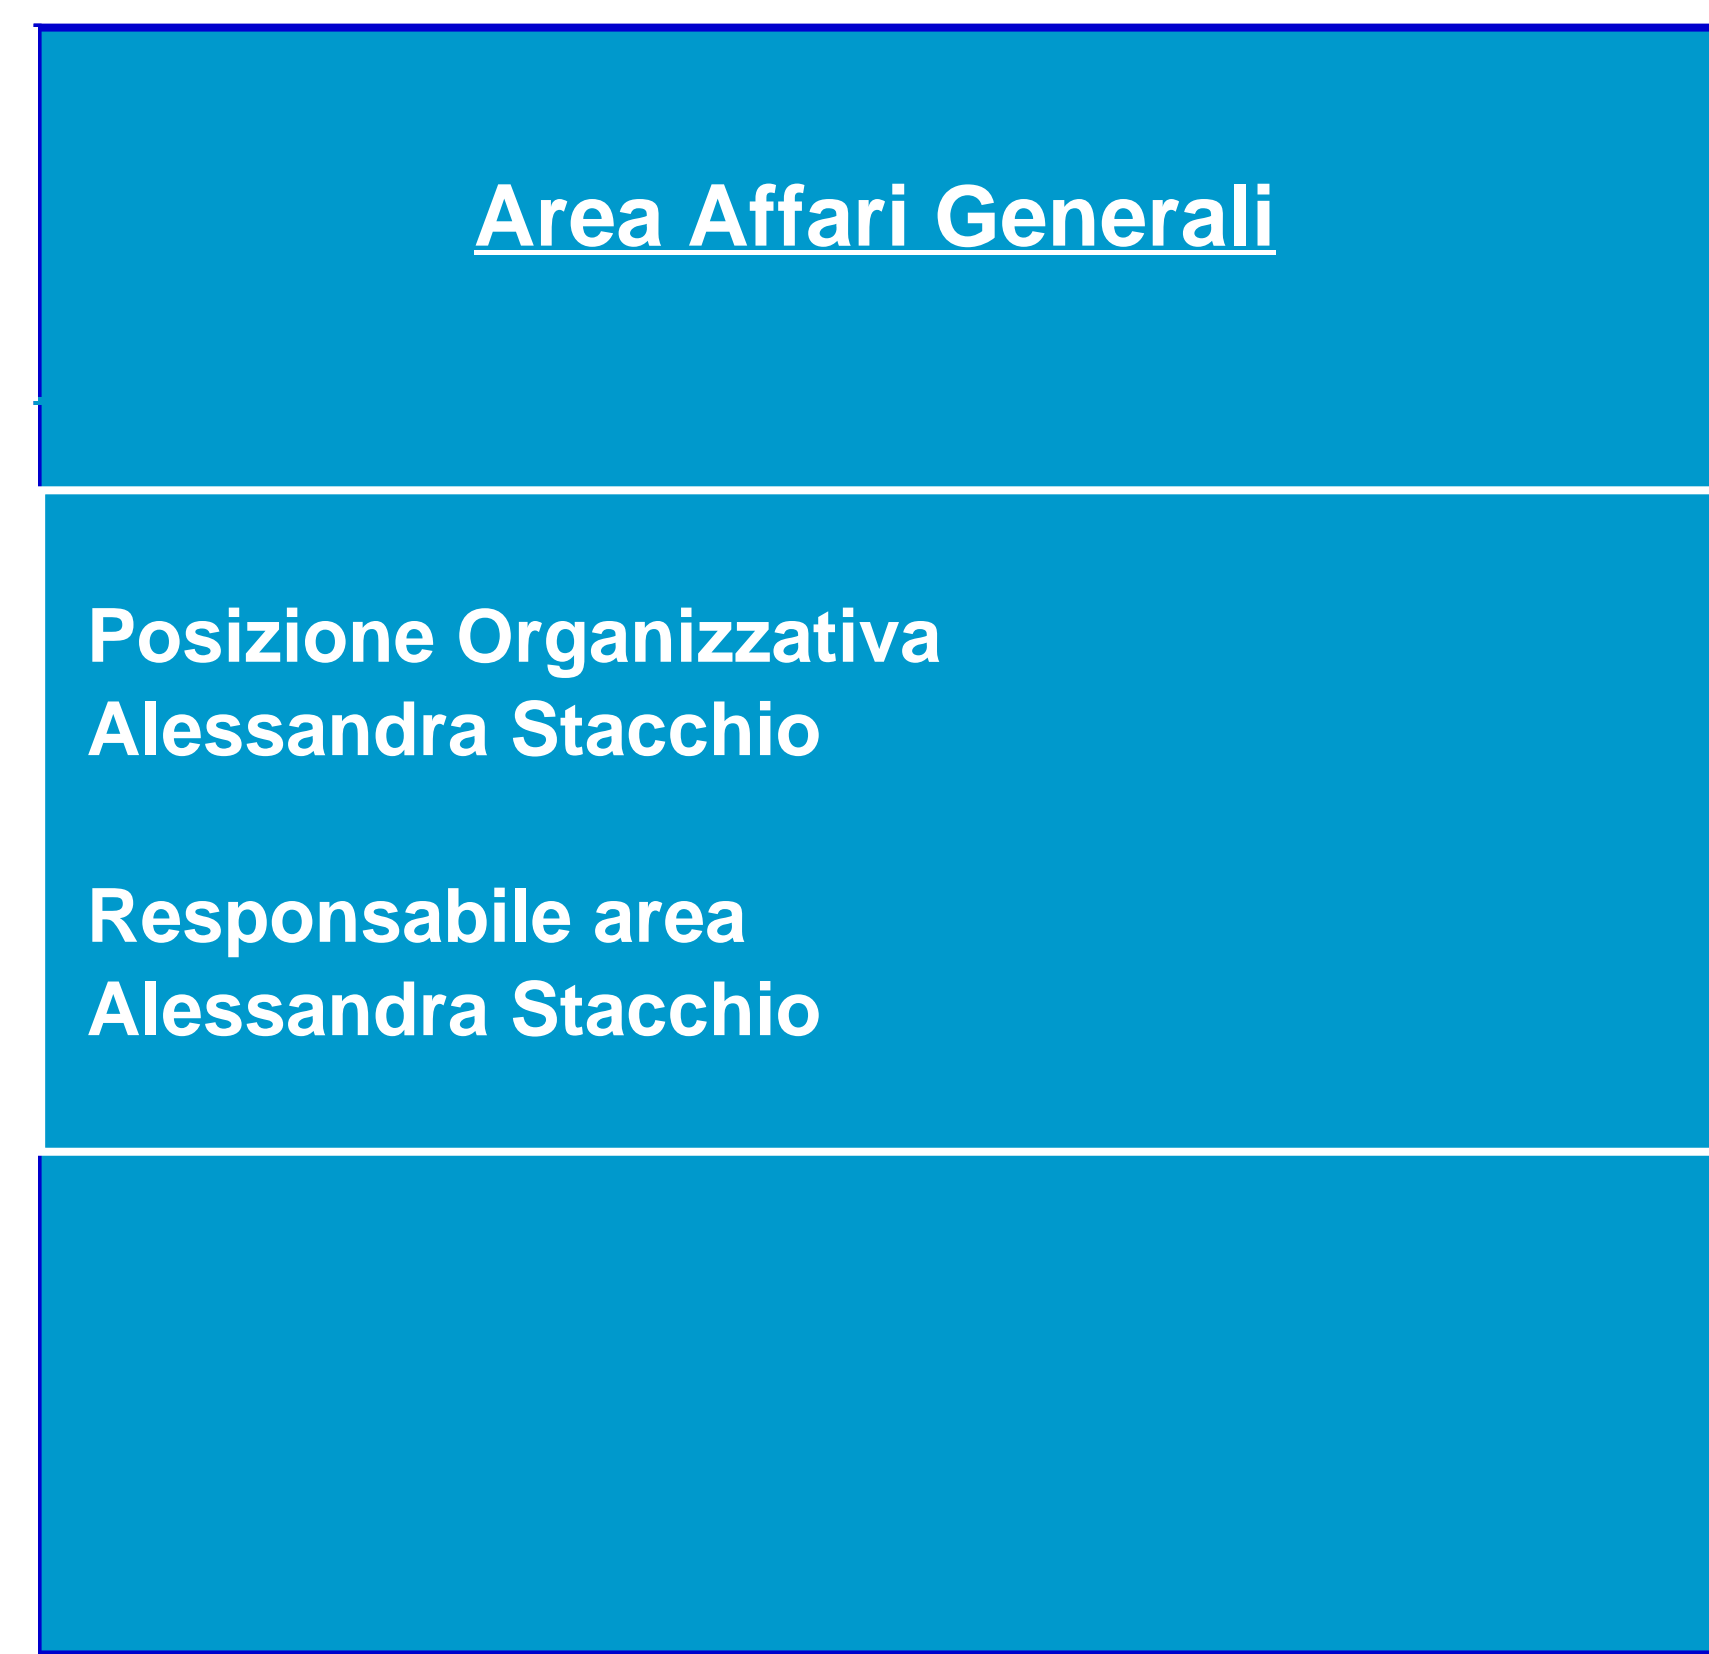 Area Affari Generali
Posizione Organizzativa
Alessandra Stacchio
Responsabile area
Alessandra Stacchio